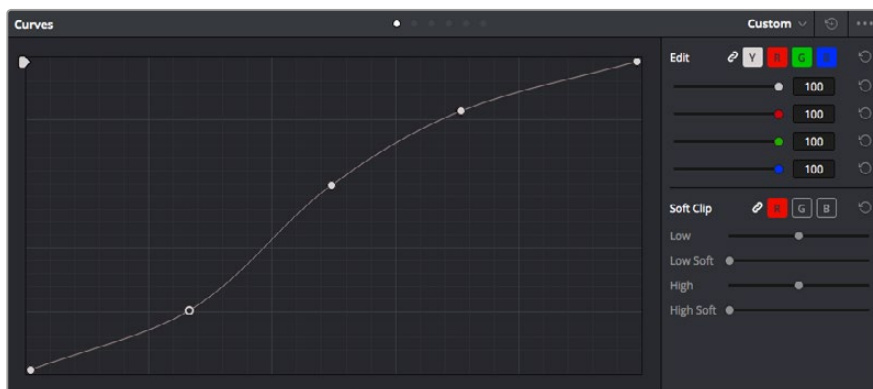 Curves Custom
Edit Y R G B
100
100
100
100
Soft Clip R G B
Low
Low Soft
High
High Soft